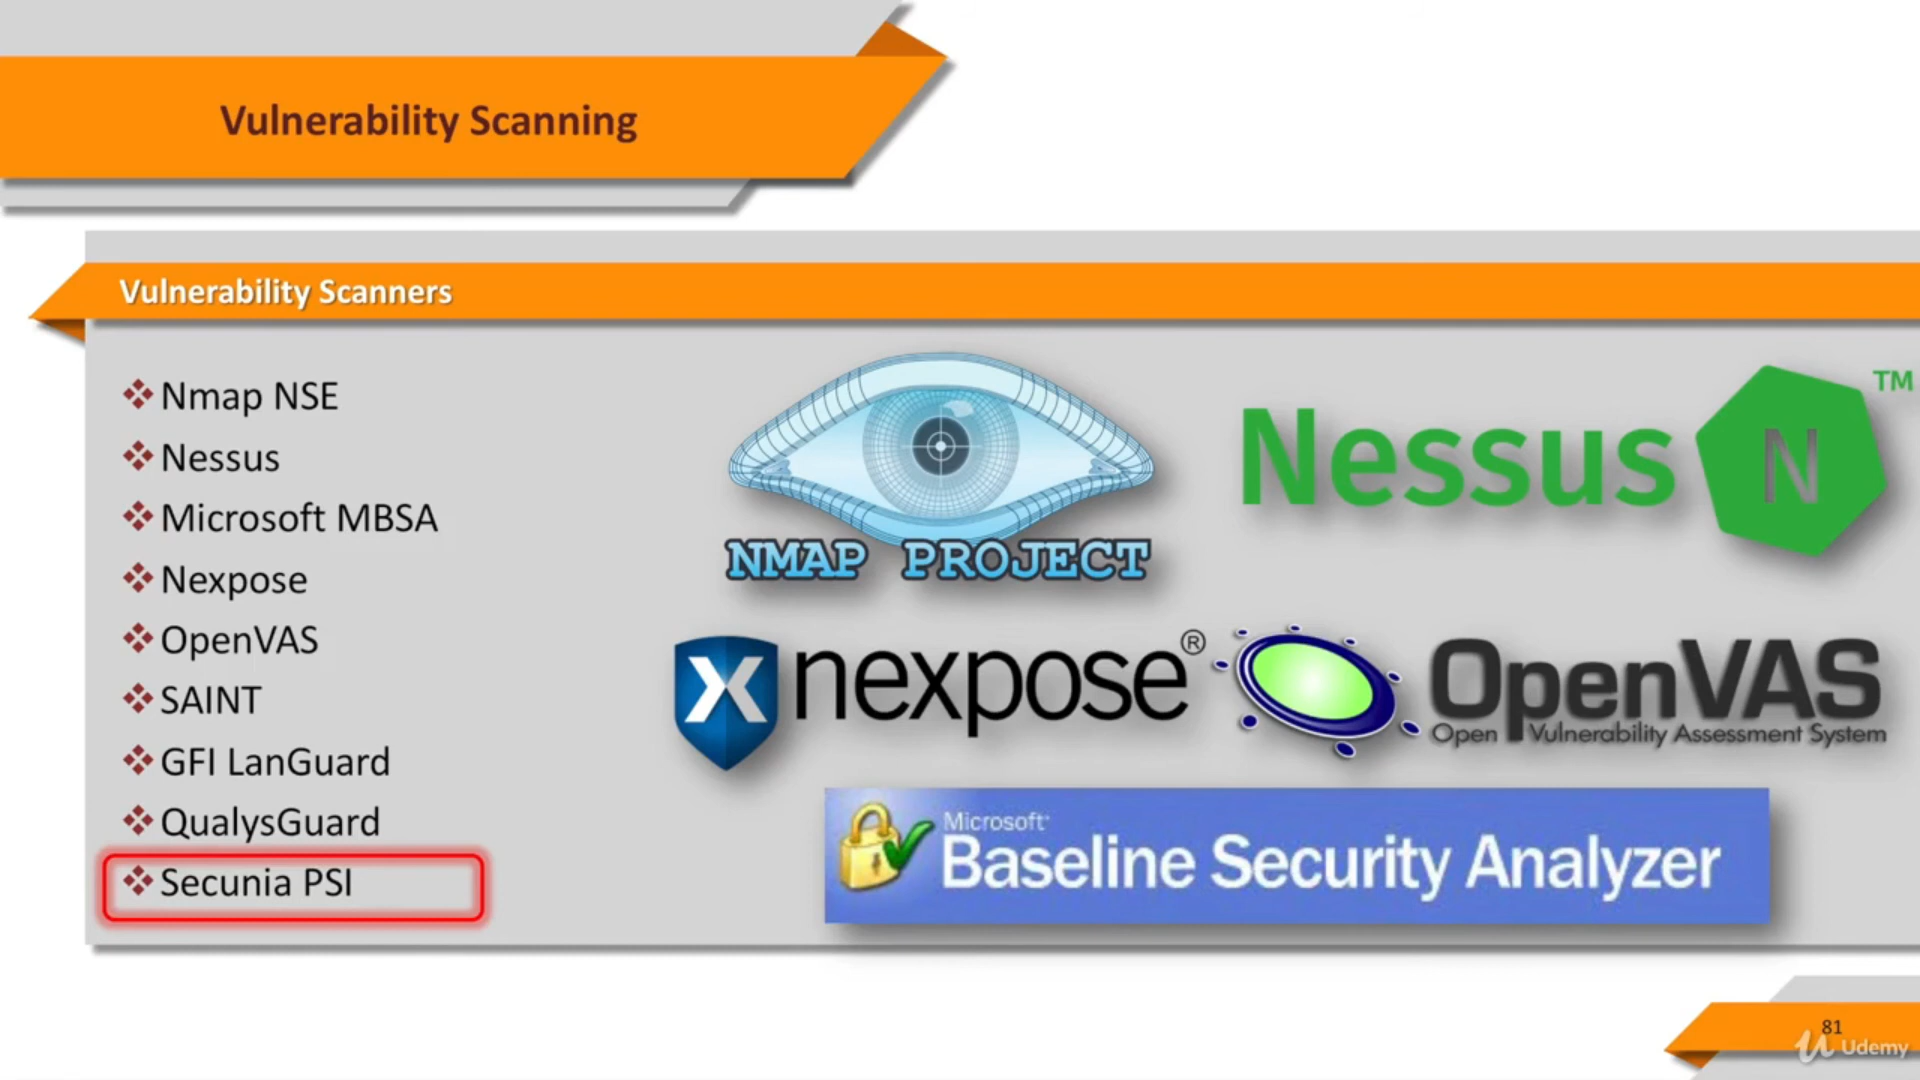 Vulnerability Scanning
Vulnerability Scanners
Nmap NSE
Nessus
Microsoft MBSA
Nexpose
OpenVAS
SAINT
GFI LanGuard
QualysGuard
Secunia PSI
NMAP PROJECT
Nessus N ™
X nexpose®
OpenVAS
Open Vulnerability Assessment System
Microsoft
Baseline Security Analyzer
81
Udemy